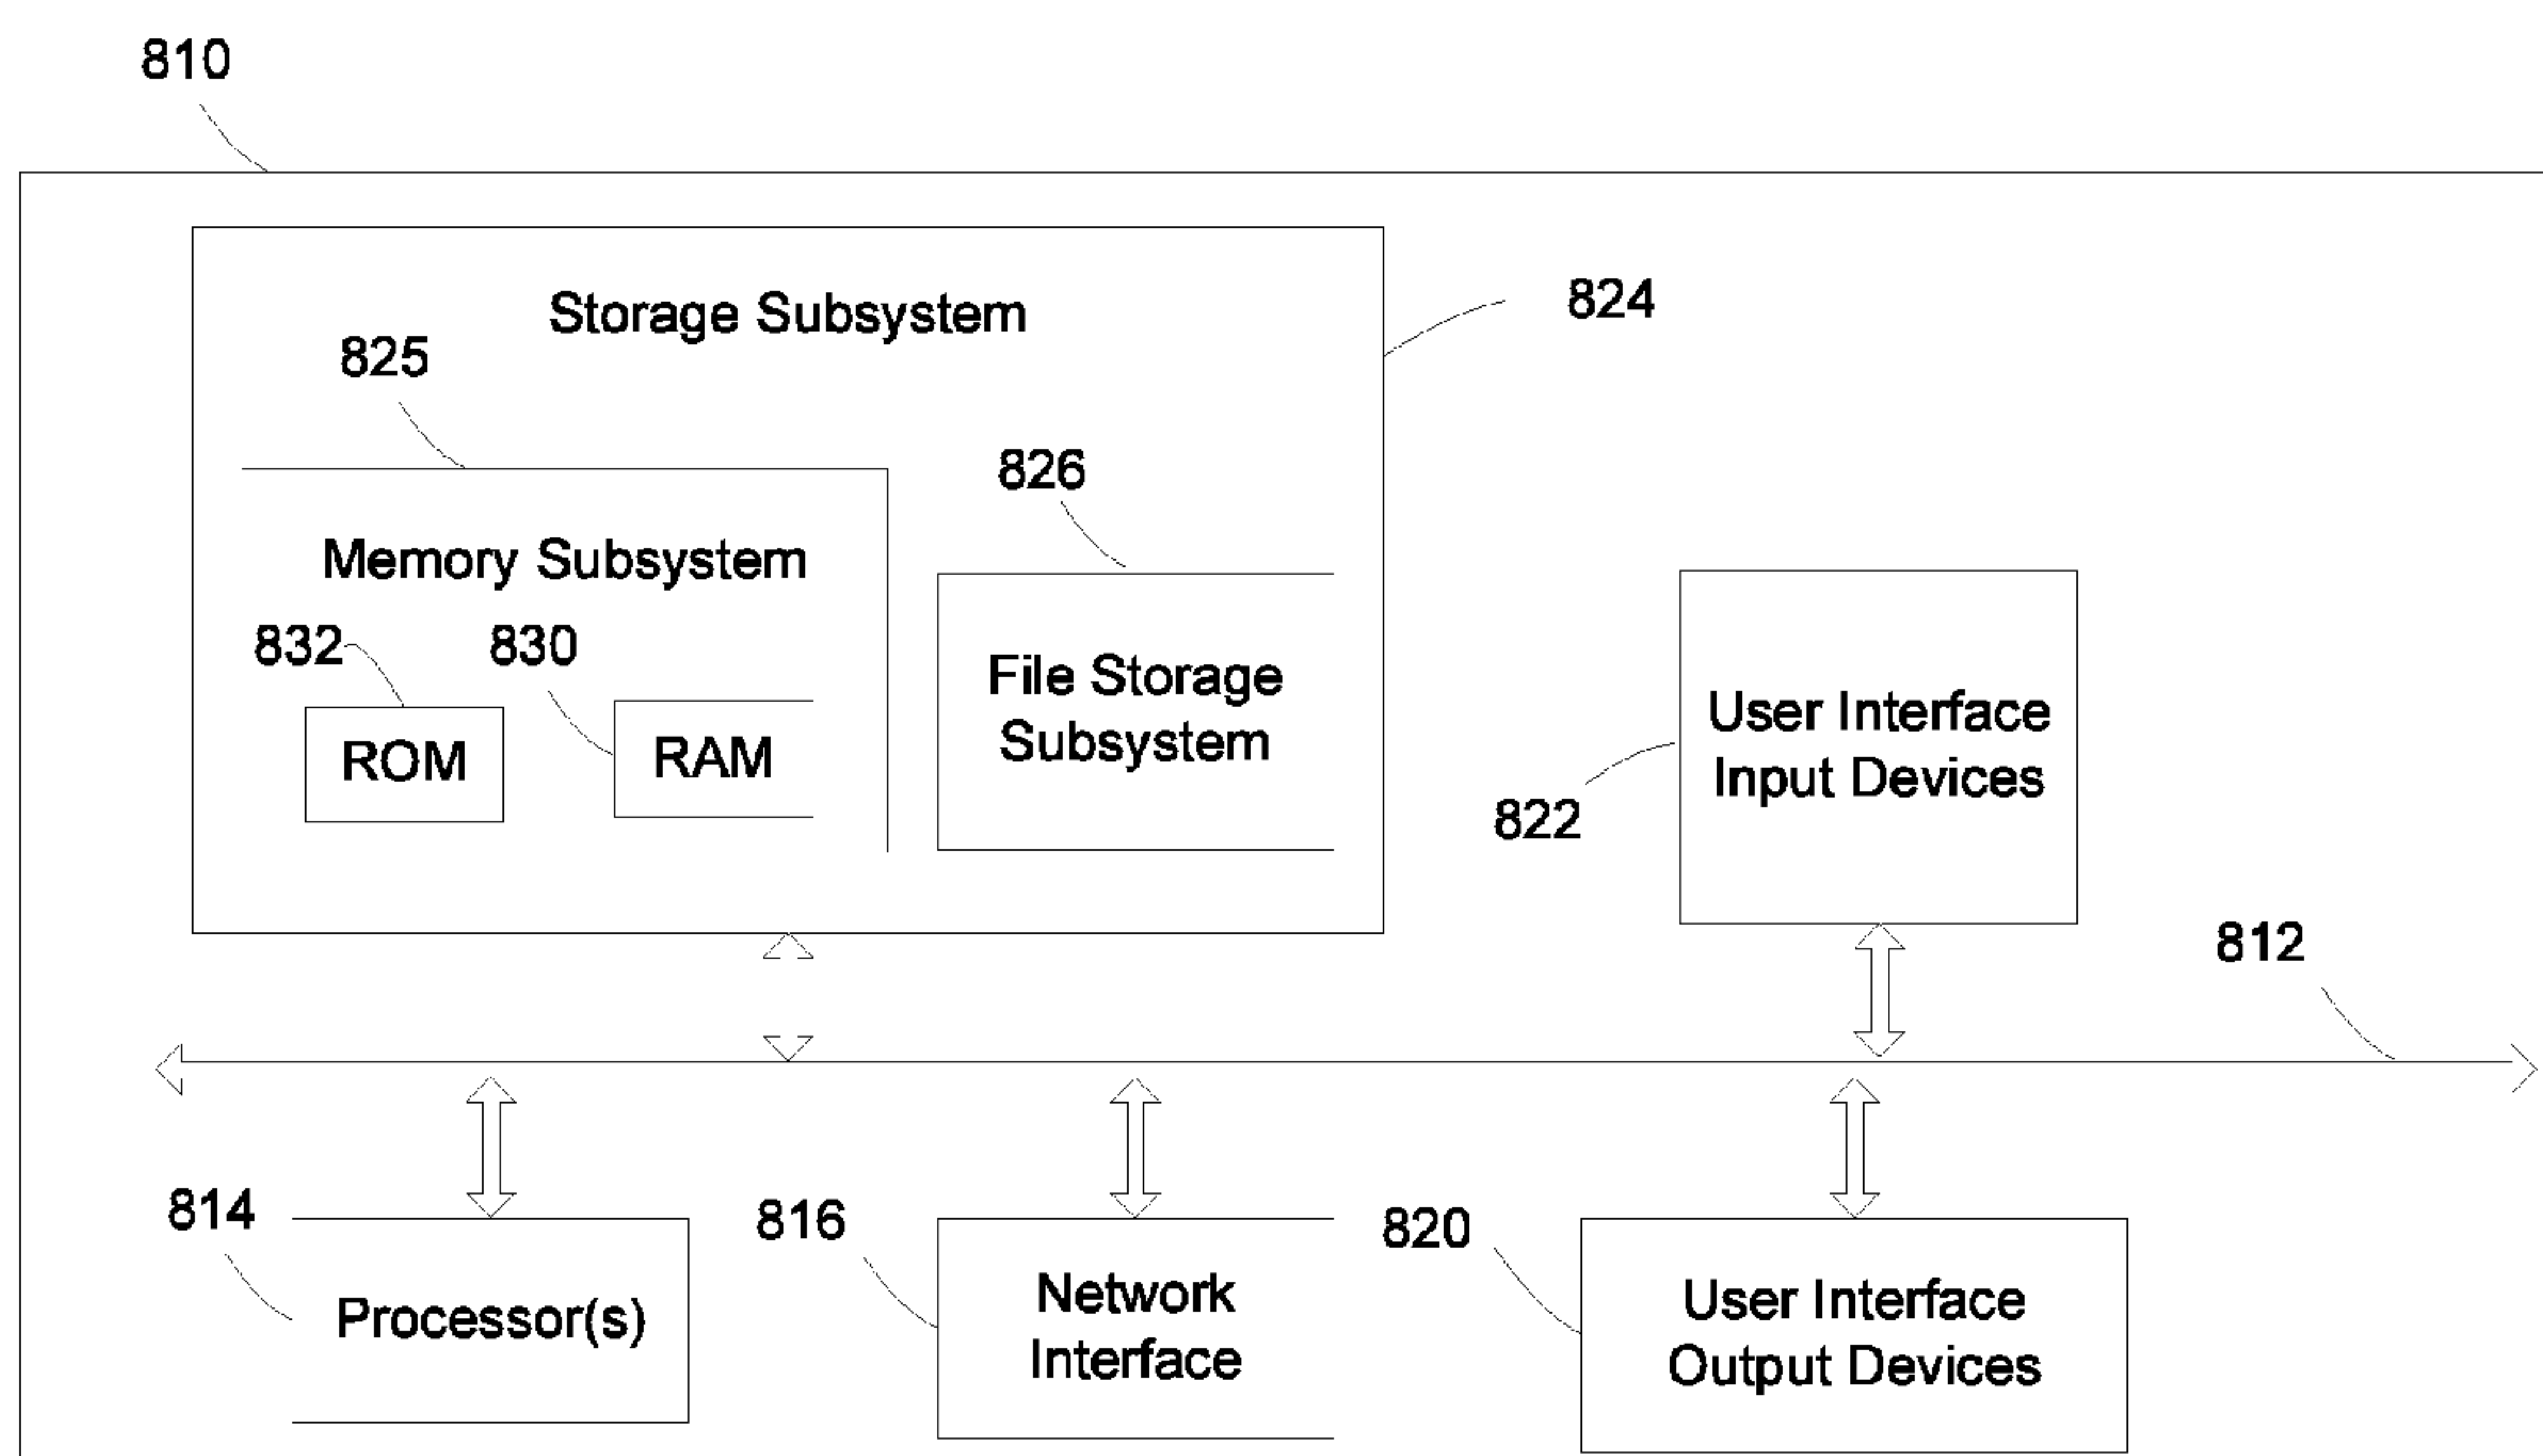 810
Storage Subsystem
824
825
826
Memory Subsystem
832
830
ROM
RAM
File Storage
Subsystem
User Interface
Input Devices
822
812
814
Processor(s)
816
Network
Interface
820
User Interface
Output Devices